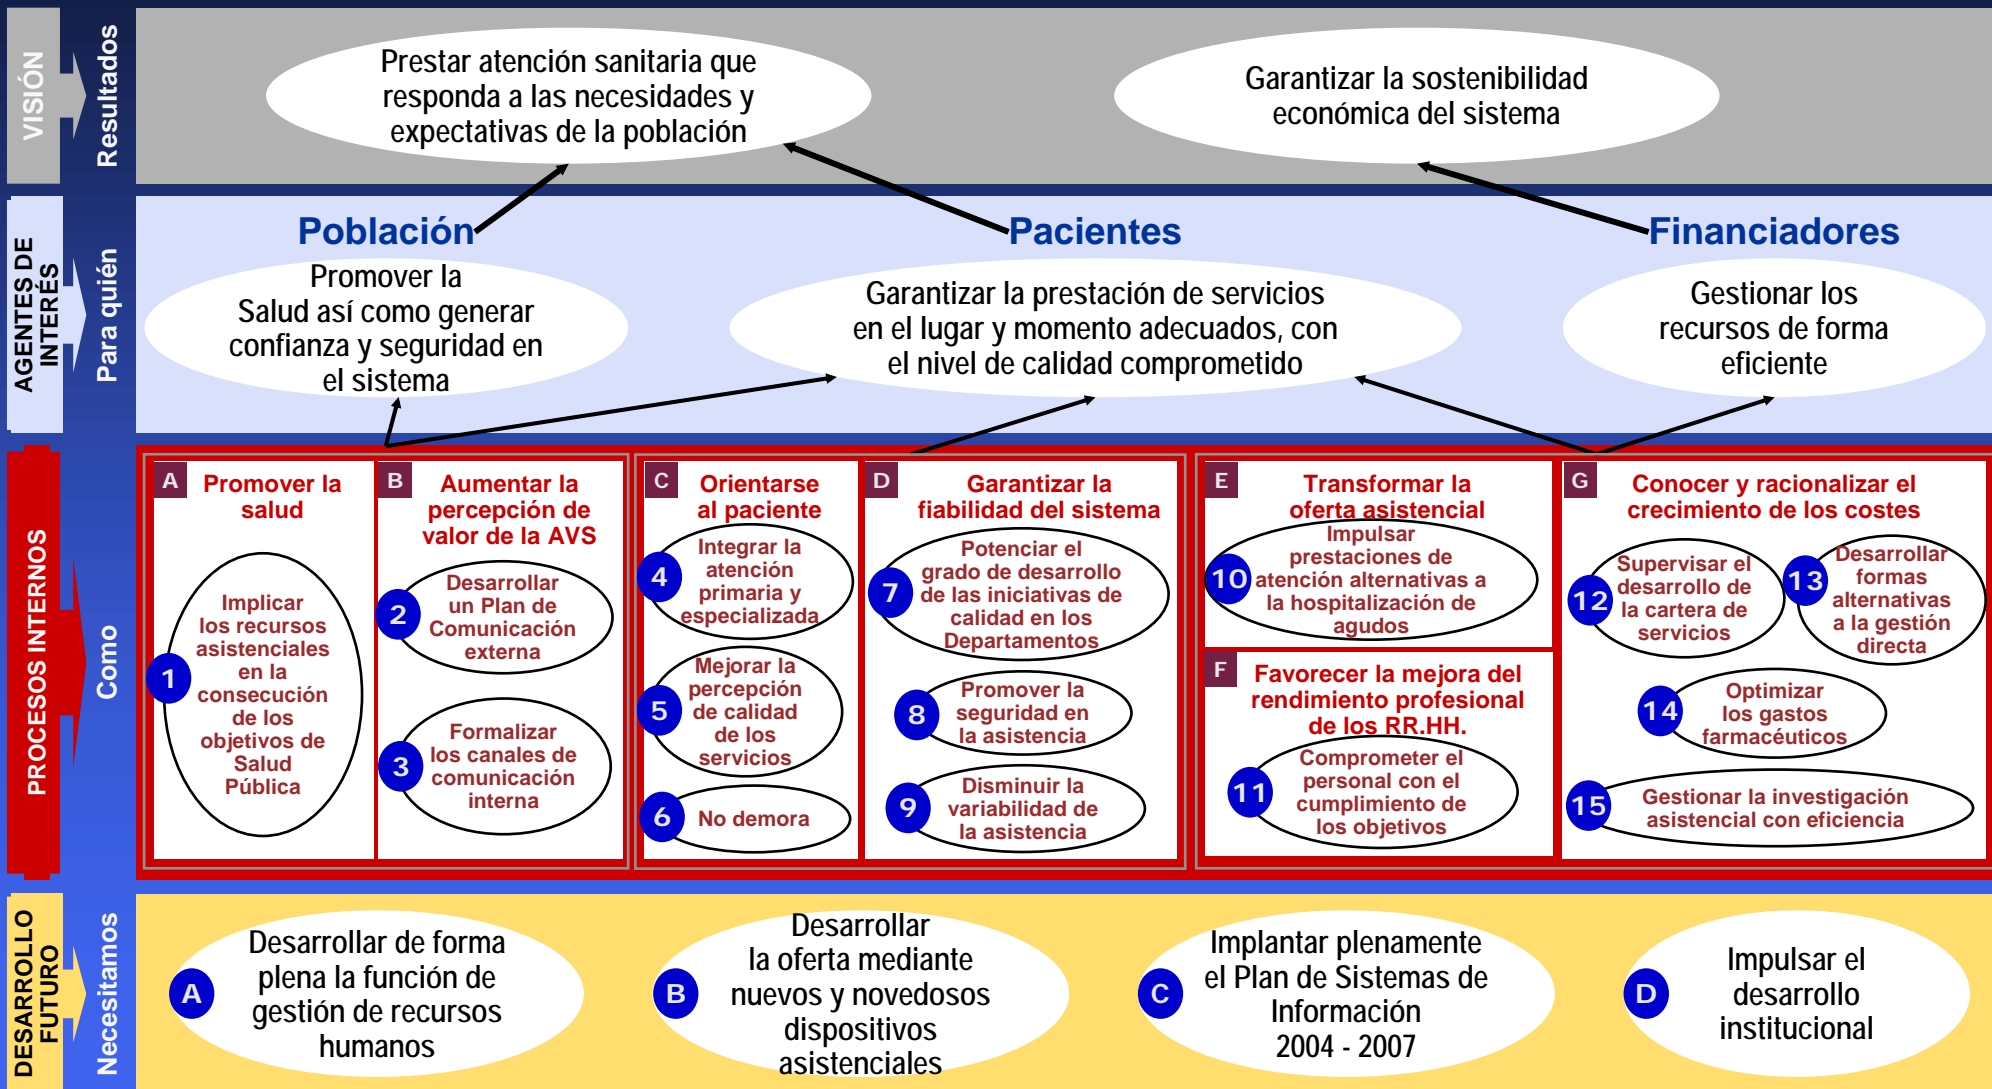 VISIÓN
Resultados
Prestar atención sanitaria que
responda a las necesidades y
expectativas de la población
Garantizar la sostenibilidad
económica del sistema
AGENTES DE
INTERÉS
Para quién
Población
Pacientes
Financiadores
Promover la
Salud así como generar
confianza y seguridad en
el sistema
Garantizar la prestación de servicios
en el lugar y momento adecuados, con
el nivel de calidad comprometido
Gestionar los
recursos de forma
eficiente
PROCESOS INTERNOS
Como
A
Promover la
salud
1
Implicar
los recursos
asistenciales
en la
consecución
de los
objetivos de
Salud
Pública
B
Aumentar la
percepción de
valor de la AVS
2
Desarrollar
un Plan de
Comunicación
externa
3
Formalizar
los canales de
comunicación
interna
C
Orientarse
al paciente
4
Integrar la
atención
primaria y
especializada
5
Mejorar la
percepción
de calidad
de los
servicios
6
No demora
D
Garantizar la
fiabilidad del sistema
7
Potenciar el
grado de desarrollo
de las iniciativas de
calidad en los
Departamentos
8
Promover la
seguridad en
la asistencia
9
Disminuir la
variabilidad de
la asistencia
E
Transformar la
oferta asistencial
10
Impulsar
prestaciones de
atención alternativas a
la hospitalización de
agudos
F
Favorecer la mejora del
rendimiento profesional
de los RR.HH.
11
Comprometer el
personal con el
cumplimiento de
los objetivos
G
Conocer y racionalizar el
crecimiento de los costes
12
Supervisar el
desarrollo de
la cartera de
servicios
13
Desarrollar
formas
alternativas
a la gestión
directa
14
Optimizar
los gastos
farmacéuticos
15
Gestionar la investigación
asistencial con eficiencia
DESARROLLO
FUTURO
Necesitamos
A
Desarrollar de forma
plena la función de
gestión de recursos
humanos
B
Desarrollar
la oferta mediante
nuevos y novedosos
dispositivos
asistenciales
C
Implantar plenamente
el Plan de Sistemas de
Información
2004 - 2007
D
Impulsar el
desarrollo
institucional